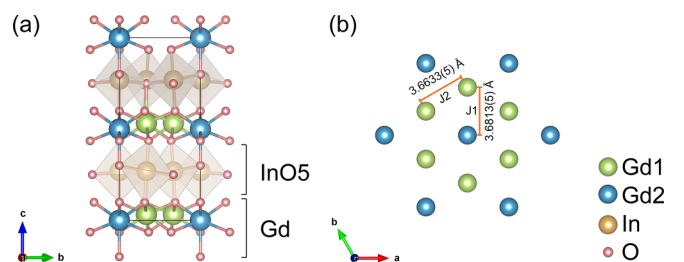 (a)
(b)
3.6633(5) Å
J2
J1
3.6813(5) Å
InO5
Gd
Gd1
Gd2
In
O
c
a
b
b
a
c